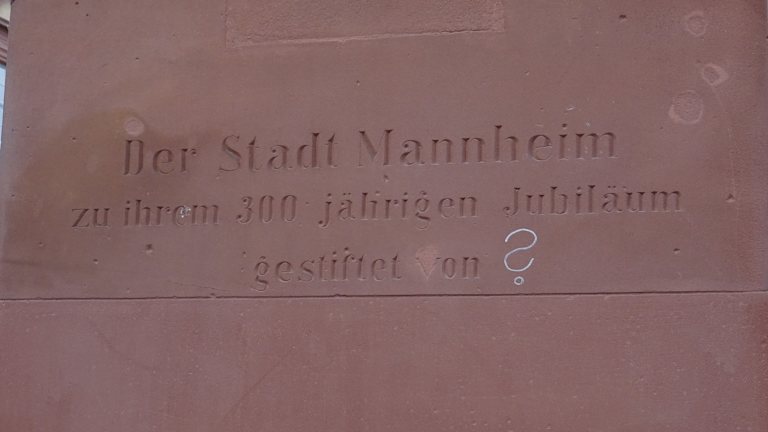 Der Stadt Mannheim
zu ihrem 300 jährigen Jubiläum
gestiftet von ?